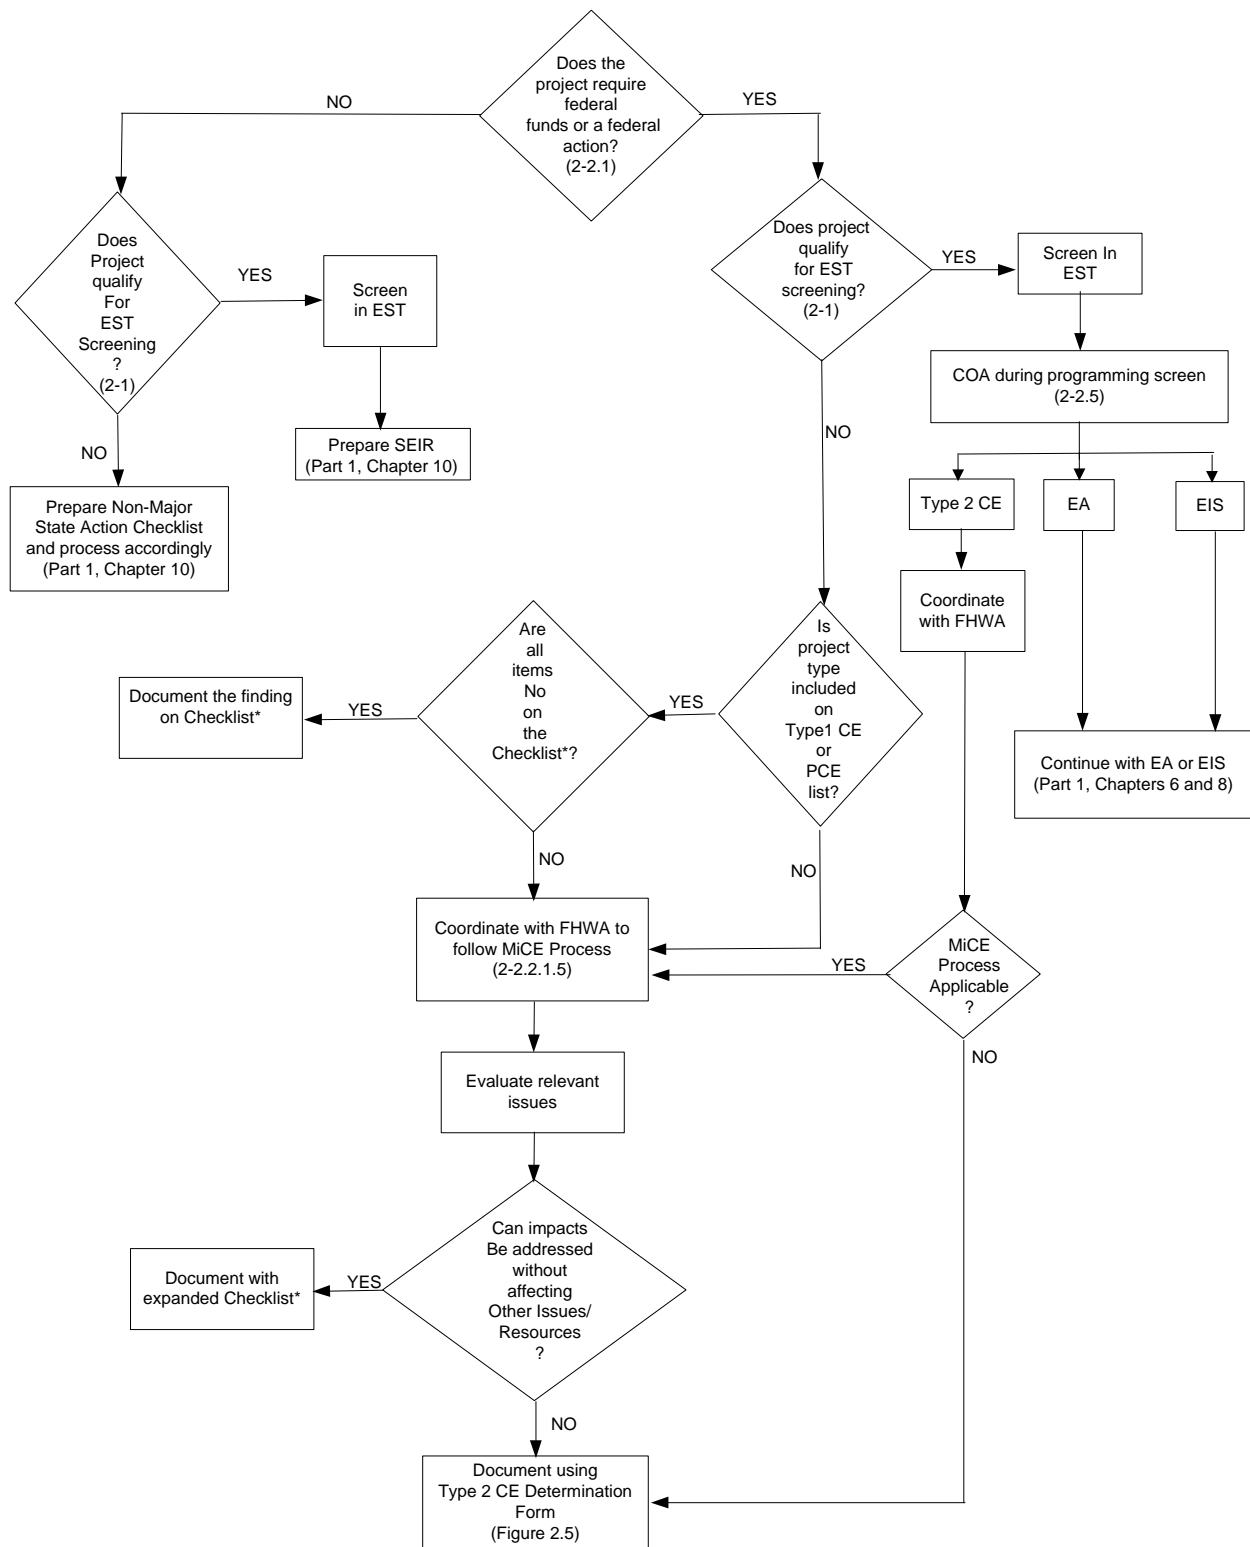 Does the
project require
federal
funds or a federal
action?
(2-2.1)
NO
YES
Does
Project
qualify
For
EST
Screening
?
(2-1)
YES
Screen
in EST
Does project
qualify
for EST
screening?
(2-1)
YES
Screen In
EST
COA during programming screen
(2-2.5)
NO
Prepare SEIR
(Part 1, Chapter 10)
NO
Prepare Non-Major
State Action Checklist
and process accordingly
(Part 1, Chapter 10)
Type 2 CE
EA
EIS
Coordinate
with FHWA
Are
all
items
No
on
the
Checklist*?
Is
project
type
included
on
Type1 CE
or
PCE
list?
YES
YES
Document the finding
on Checklist*
Continue with EA or EIS
(Part 1, Chapters 6 and 8)
NO
NO
Coordinate with FHWA to
follow MiCE Process
(2-2.2.1.5)
YES
MiCE
Process
Applicable
?
NO
Evaluate relevant
issues
Can impacts
Be addressed
without
affecting
Other Issues/
Resources
?
YES
Document with
expanded Checklist*
NO
Document using
Type 2 CE Determination
Form
(Figure 2.5)